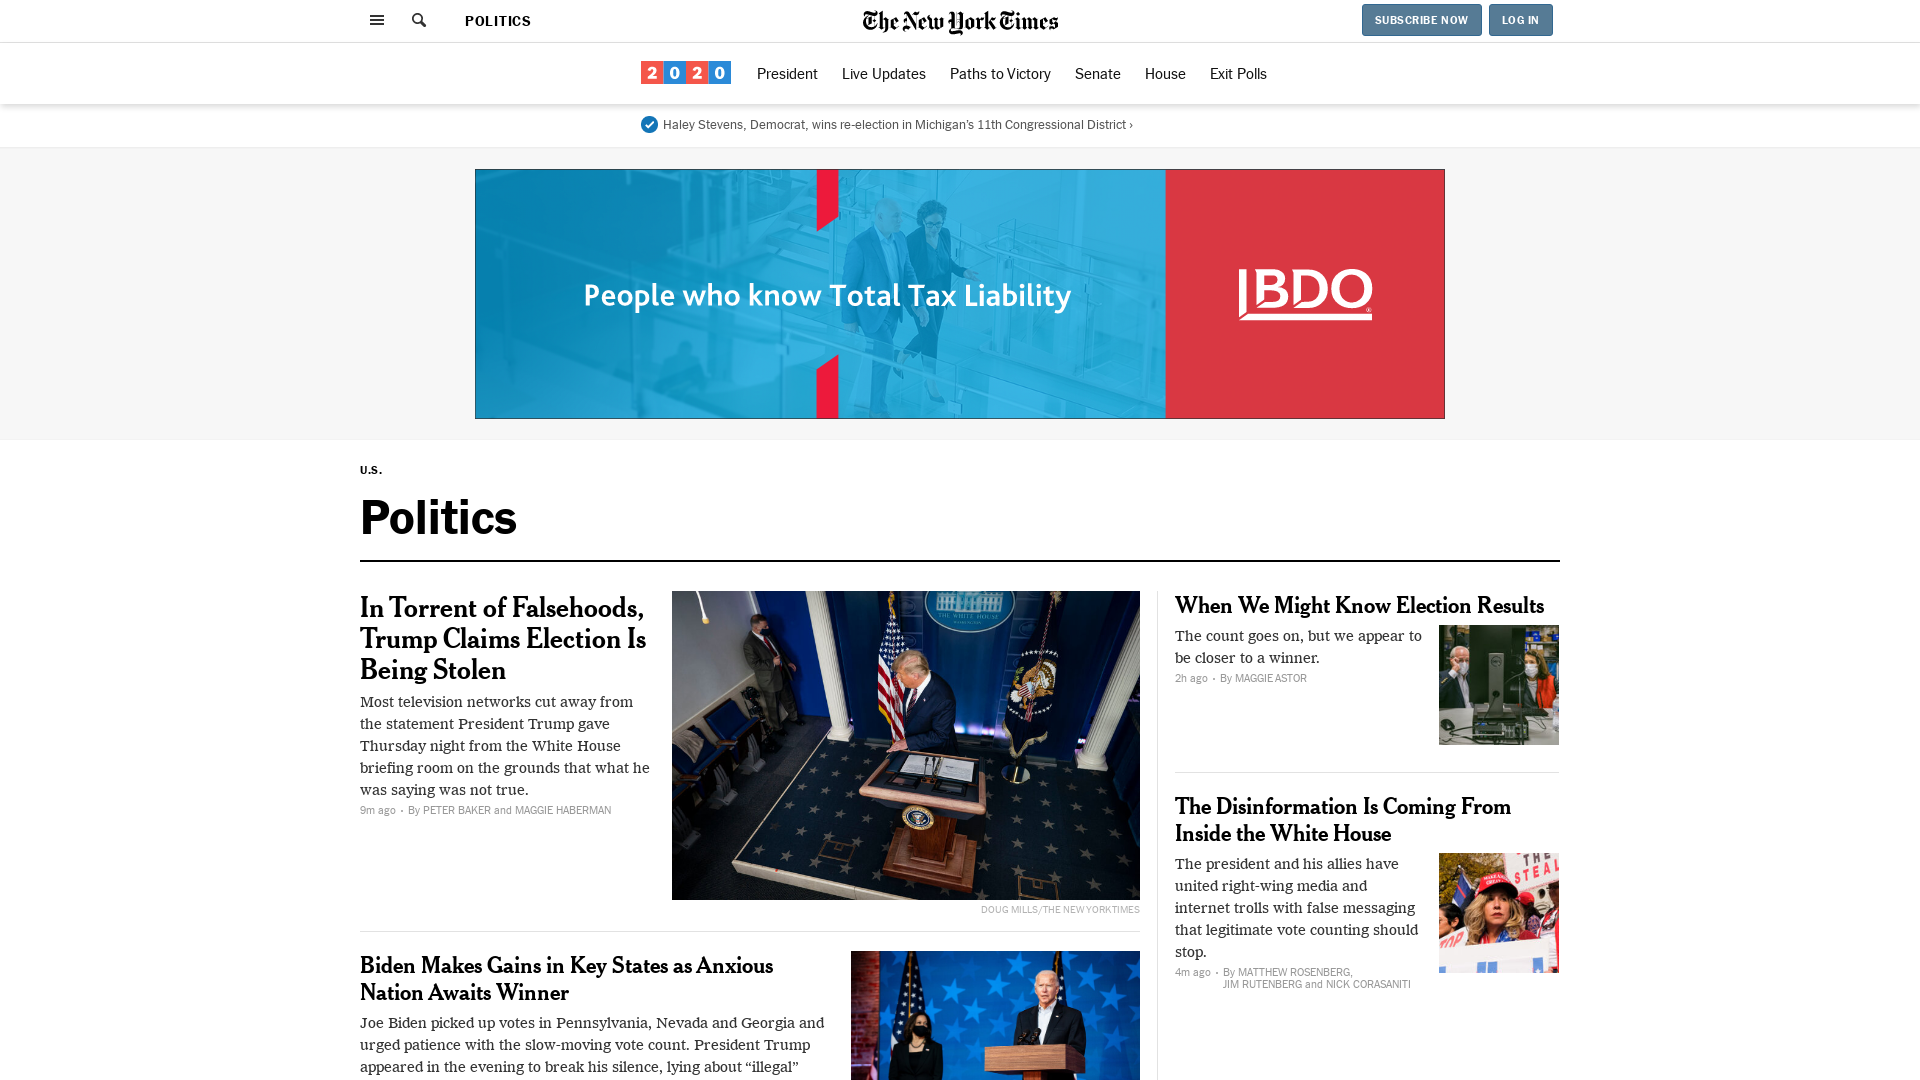 POLITICS
The New York Times
SUBSCRIBE NOW
LOG IN
2020
President
Live Updates
Paths to Victory
Senate
House
Exit Polls
Haley Stevens, Democrat, wins re-election in Michigan’s 11th Congressional District ›
People who know Total Tax Liability
BDO
U.S.
Politics
In Torrent of Falsehoods,
Trump Claims Election Is
Being Stolen
Most television networks cut away from
the statement President Trump gave
Thursday night from the White House
briefing room on the grounds that what he
was saying was not true.
9m ago · By PETER BAKER and MAGGIE HABERMAN
THE WHITE HOUSE
WASHINGTON
DOUG MILLS/THE NEW YORK TIMES
Biden Makes Gains in Key States as Anxious
Nation Awaits Winner
Joe Biden picked up votes in Pennsylvania, Nevada and Georgia and
urged patience with the slow-moving vote count. President Trump
appeared in the evening to break his silence, lying about “illegal”
When We Might Know Election Results
The count goes on, but we appear to
be closer to a winner.
2h ago · By MAGGIE ASTOR
The Disinformation Is Coming From
Inside the White House
The president and his allies have
united right-wing media and
internet trolls with false messaging
that legitimate vote counting should
stop.
4m ago · By MATTHEW ROSENBERG,
JIM RUTENBERG and NICK CORASANITI
THE
STEAL